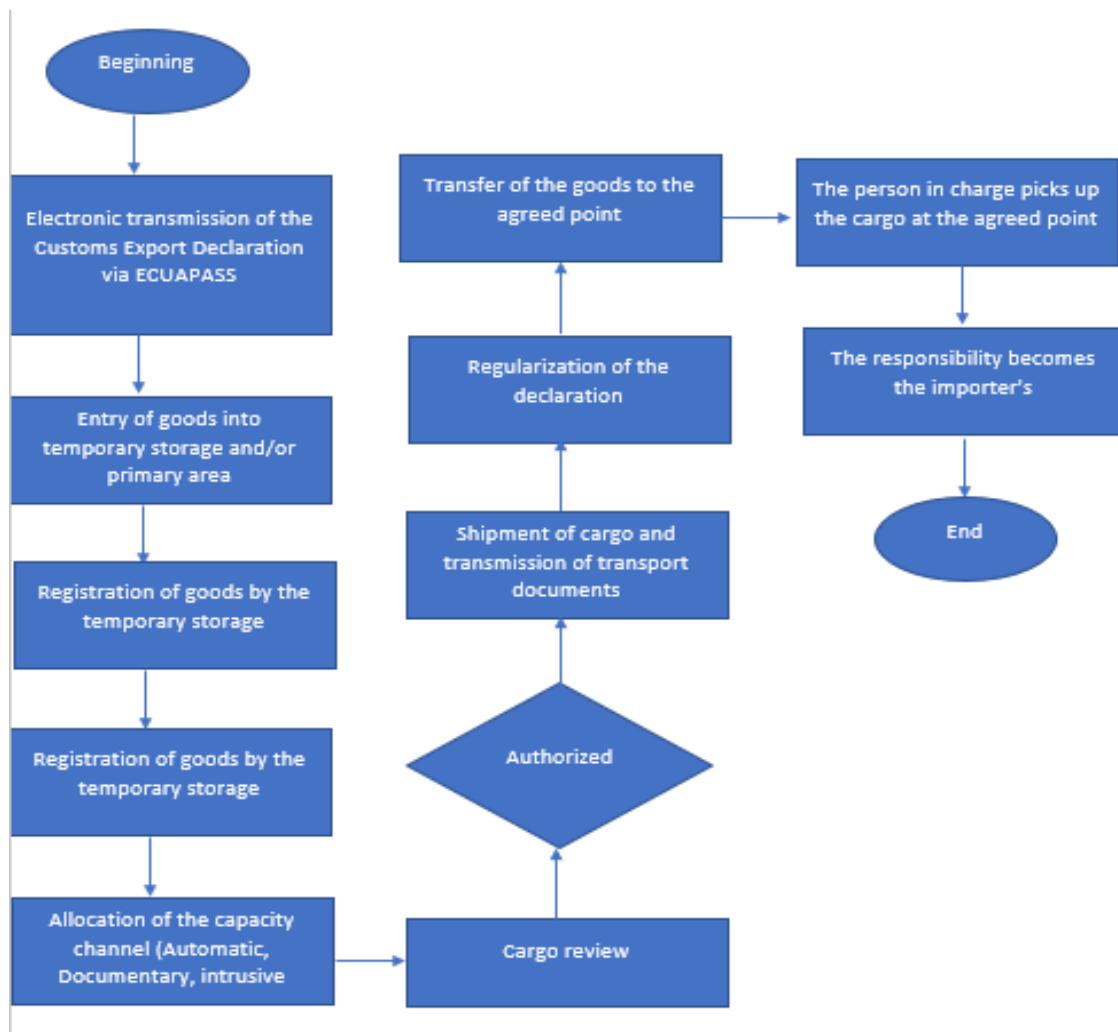 Beginning
Electronic transmission of the
Customs Export Declaration
via ECUAPASS
Entry of goods into
temporary storage and/or
primary area
Registration of goods by the
temporary storage
Registration of goods by the
temporary storage
Allocation of the capacity
channel (Automatic,
Documentary, intrusive
Cargo review
Authorized
Shipment of cargo and
transmission of transport
documents
Regularization of the
declaration
Transfer of the goods to the
agreed point
The person in charge picks up
the cargo at the agreed point
The responsibility becomes
the importer's
End